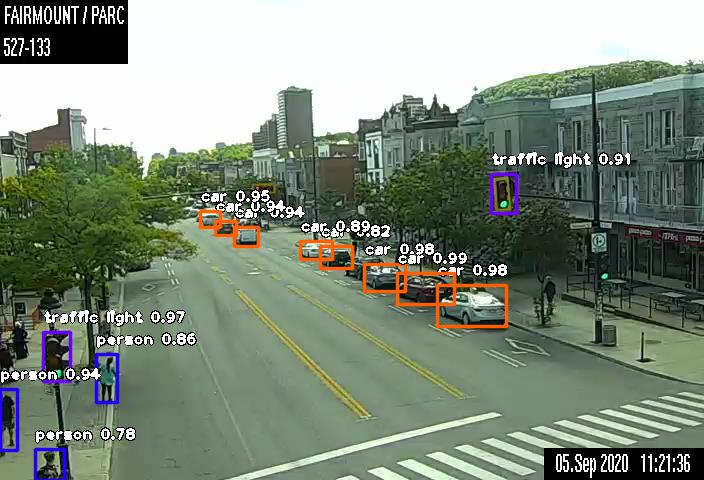 FAIRMOUNT / PARC
527-133
traffic light 0.91
car 0.95
car 0.94
car 0.94
car 0.89
car 0.82
car 0.98
car 0.99
car 0.98
traffic light 0.97
person 0.86
person 0.94
person 0.78
05.Sep 2020 11:21:36